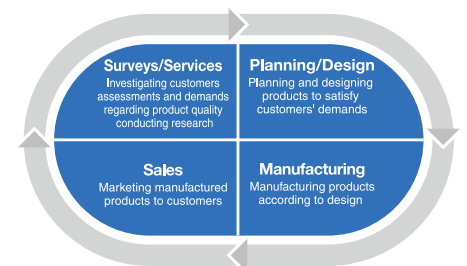 Surveys/Services
Investigating customers
assessments and demands
regarding product quality
conducting research
Planning/Design
Planning and designing
products to satisfy
customers' demands
Sales
Marketing manufactured
products to customers
Manufacturing
Manufacturing products
according to design